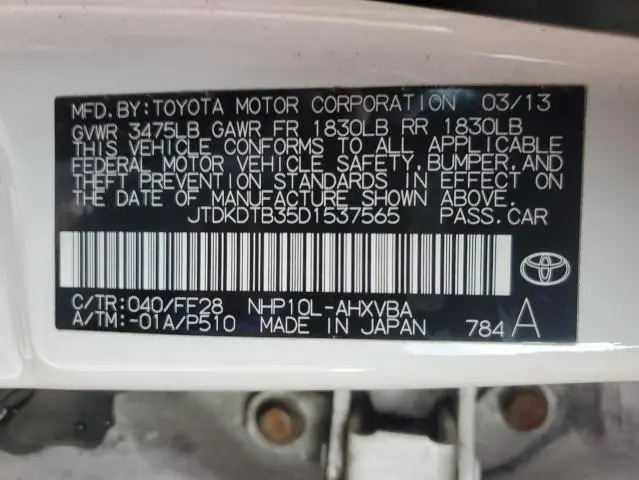 MFD.BY:TOYOTA MOTOR CORPORATION 03/13
GVWR 3475LB GAWR FR 1830LB RR 1830LB
THIS VEHICLE CONFORMS TO ALL APPLICABLE
FEDERAL MOTOR VEHICLE SAFETY, BUMPER, AND
THEFT PREVENTION STANDARDS IN EFFECT ON
THE DATE OF MANUFACTURE SHOWN ABOVE.
JTDKDTB35D1537565 PASS.CAR
C/TR:040/FF28 NHP10L-AHXVBA
A/TM:-01A/P510 MADE IN JAPAN 784 A
TOYOTA